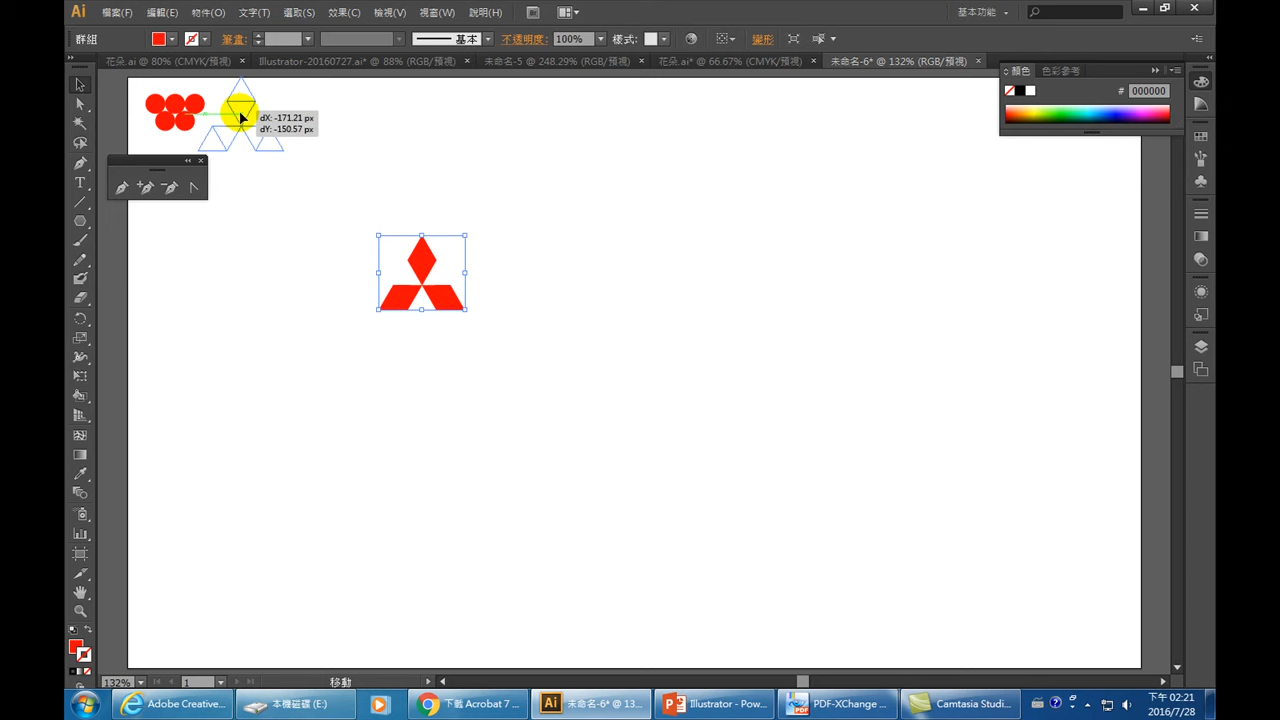 Ai 檔案(F) 編輯(E) 物件(O) 文字(T) 選取(S) 效果(C) 檢視(V) 視窗(W) 說明(H) Br 基本功能
群組 筆畫: 基本 不透明度: 100% 樣式: 變形
花朵.ai @ 80% (CMYK/預視) × Illustrator-20160727.ai* @ 88% (RGB/預視) × 未命名-5 @ 248.29% (RGB/預視) × 花朵.ai* @ 66.67% (CMYK/預視) × 未命名-6* @ 132% (RGB/預視) ×
顏色 色彩參考
# 000000
dX: -171.21 px
dY: -150.57 px
132% 1 移動
Adobe Creative... 本機磁碟 (E:) 下載 Acrobat 7 ... Ai 未命名-6* @ 13... Illustrator - Pow... PDF-XChange ... Camtasia Studi... 下午 02:21
2016/7/28